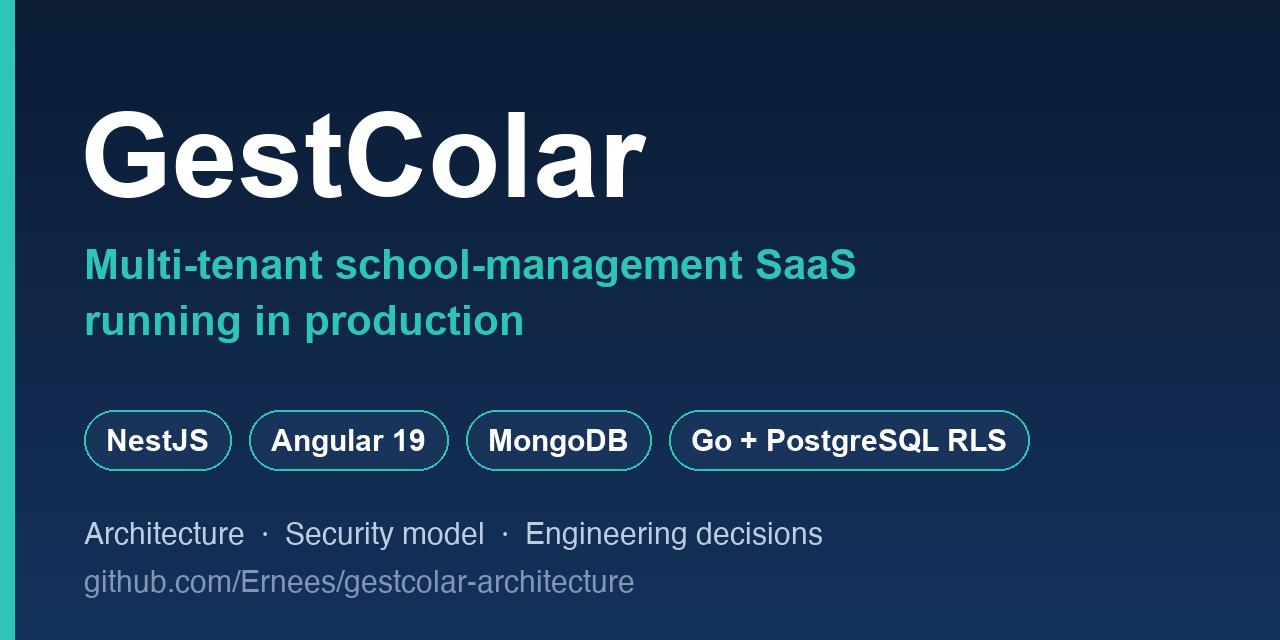 GestColar
Multi-tenant school-management SaaS
running in production
NestJS Angular 19 MongoDB Go + PostgreSQL RLS
Architecture · Security model · Engineering decisions
github.com/Ernees/gestcolar-architecture